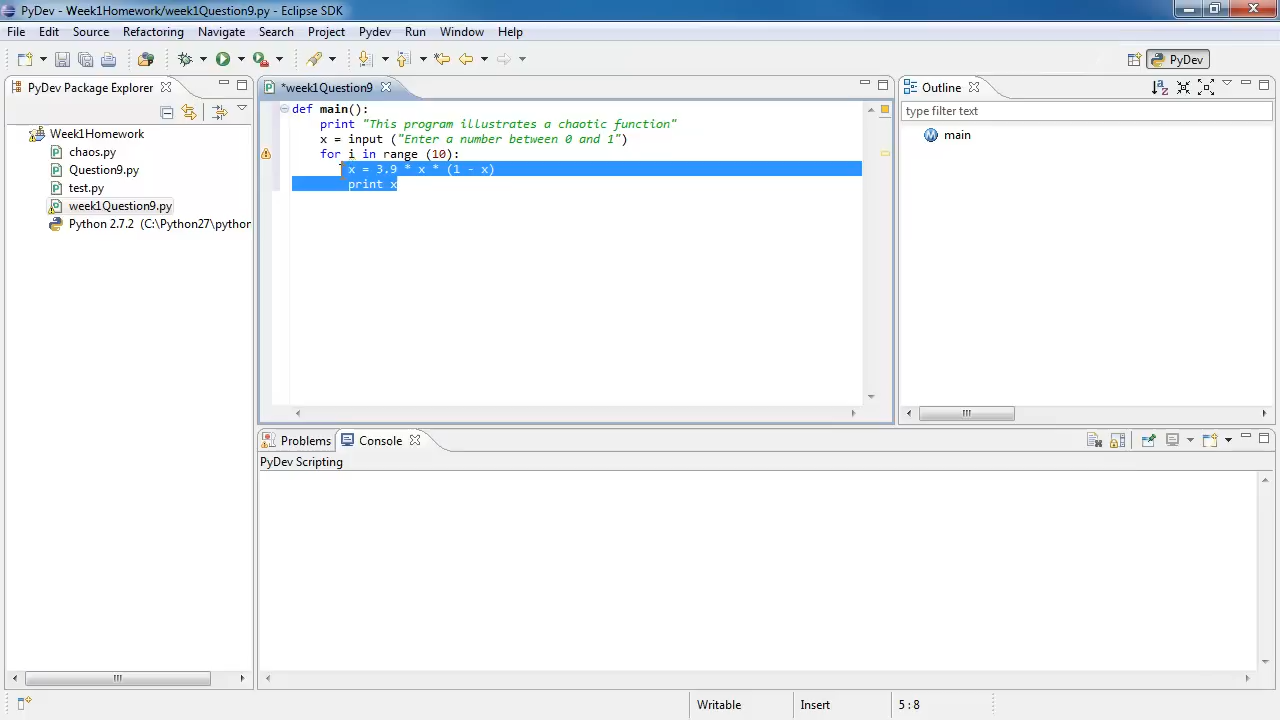 PyDev - Week1Homework/week1Question9.py - Eclipse SDK
File Edit Source Refactoring Navigate Search Project Pydev Run Window Help
PyDev
PyDev Package Explorer
Week1Homework
chaos.py
Question9.py
test.py
week1Question9.py
Python 2.7.2 (C:\Python27\python
*week1Question9
def main():
print "This program illustrates a chaotic function"
x = input ("Enter a number between 0 and 1")
for i in range (10):
x = 3.9 * x * (1 - x)
print x
Outline
type filter text
main
Problems Console
PyDev Scripting
Writable Insert 5 : 8